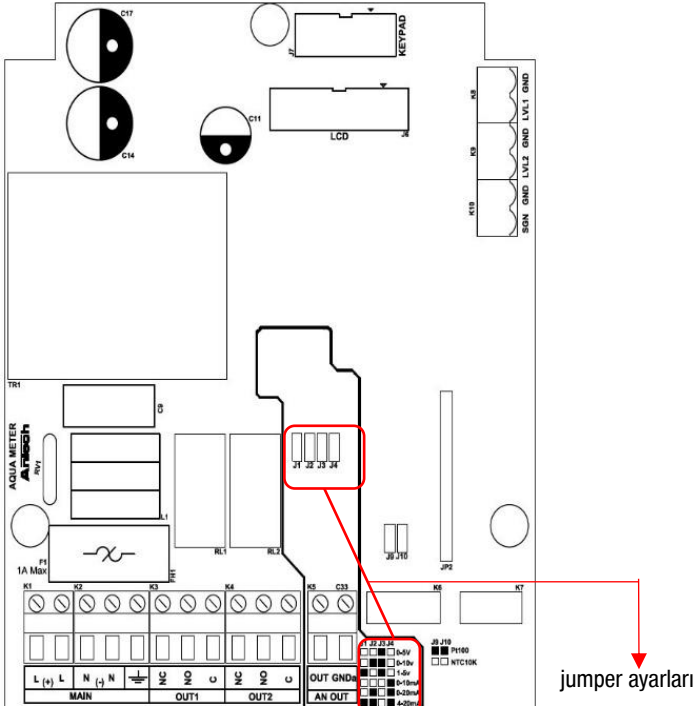 C17
J7
KEYPAD
C14
C11
LCD
J6
K8
LVL1 GND
K9
LVL2 GND
K10
SGN GND
TR1
C9
AQUA METER
Antech
RV1
L1
RL1
RL2
J1 J2 J3 J4
J9 J10
JP2
F1
1A Max
FH1
K1 K2 K3 K4 K5 C33 K6 K7
L (+) L N (-) N NC NO C NC NO C OUT GNDa
MAIN OUT1 OUT2 AN OUT
J1 J2 J3 J4
0-5V
0-10v
1-5v
0-10mA
0-20mA
4-20mA
J9 J10
Pt100
NTC10K
jumper ayarları